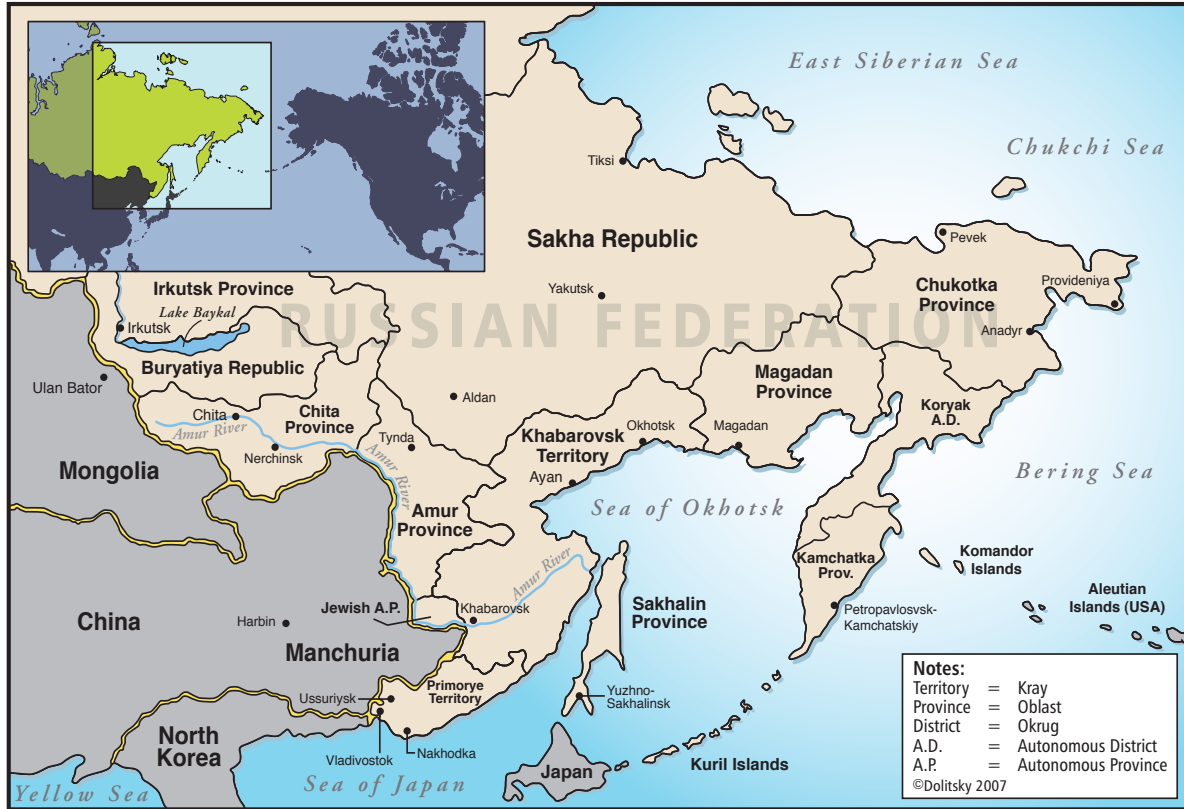 East Siberian Sea
Chukchi Sea
Tiksi
Sakha Republic
Pevek
Chukotka
Province
Provideniya
Anadyr
Yakutsk
Irkutsk Province
Lake Baykal
Irkutsk
RUSSIAN FEDERATION
Buryatiya Republic
Ulan Bator
Magadan
Province
Aldan
Koryak
A.D.
Chita
Chita
Province
Amur River
Nerchinsk
Tynda
Amur River
Khabarovsk
Territory
Okhotsk
Magadan
Ayan
Mongolia
Bering Sea
Sea of Okhotsk
Amur
Province
Amur River
Kamchatka
Prov.
Komandor
Islands
Aleutian
Islands (USA)
Jewish A.P.
Khabarovsk
Sakhalin
Province
Petropavlosvsk-
Kamchatskiy
China
Harbin
Manchuria
Primorye
Territory
Ussuriysk
Yuzhno-
Sakhalinsk
North
Korea
Vladivostok
Nakhodka
Japan
Kuril Islands
Yellow Sea
Sea of Japan
Notes:
Territory = Kray
Province = Oblast
District = Okrug
A.D. = Autonomous District
A.P. = Autonomous Province
©Dolitsky 2007